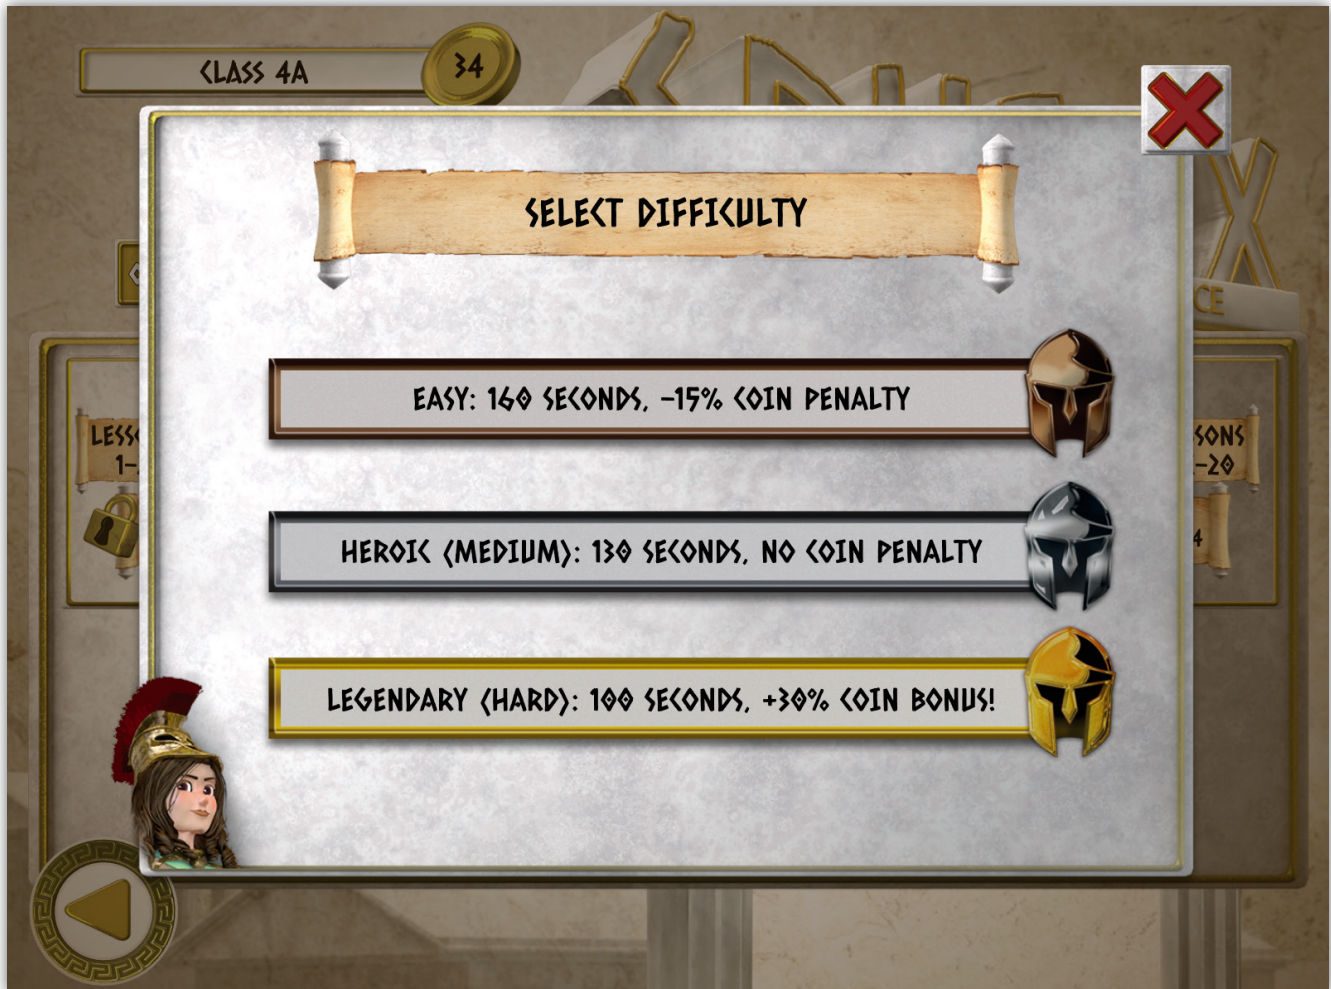 CLASS 4A
34
SELECT DIFFICULTY
EASY: 160 SECONDS, -15% COIN PENALTY
HEROIC (MEDIUM): 130 SECONDS, NO COIN PENALTY
LEGENDARY (HARD): 100 SECONDS, +30% COIN BONUS!